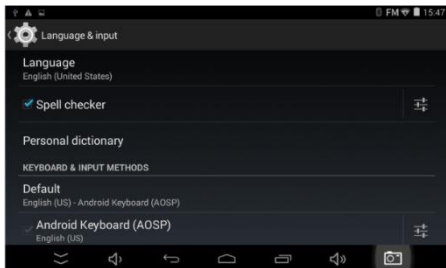 FM 15:47
Language & input
Language
English (United States)
Spell checker
Personal dictionary
KEYBOARD & INPUT METHODS
Default
English (US) - Android Keyboard (AOSP)
Android Keyboard (AOSP)
English (US)